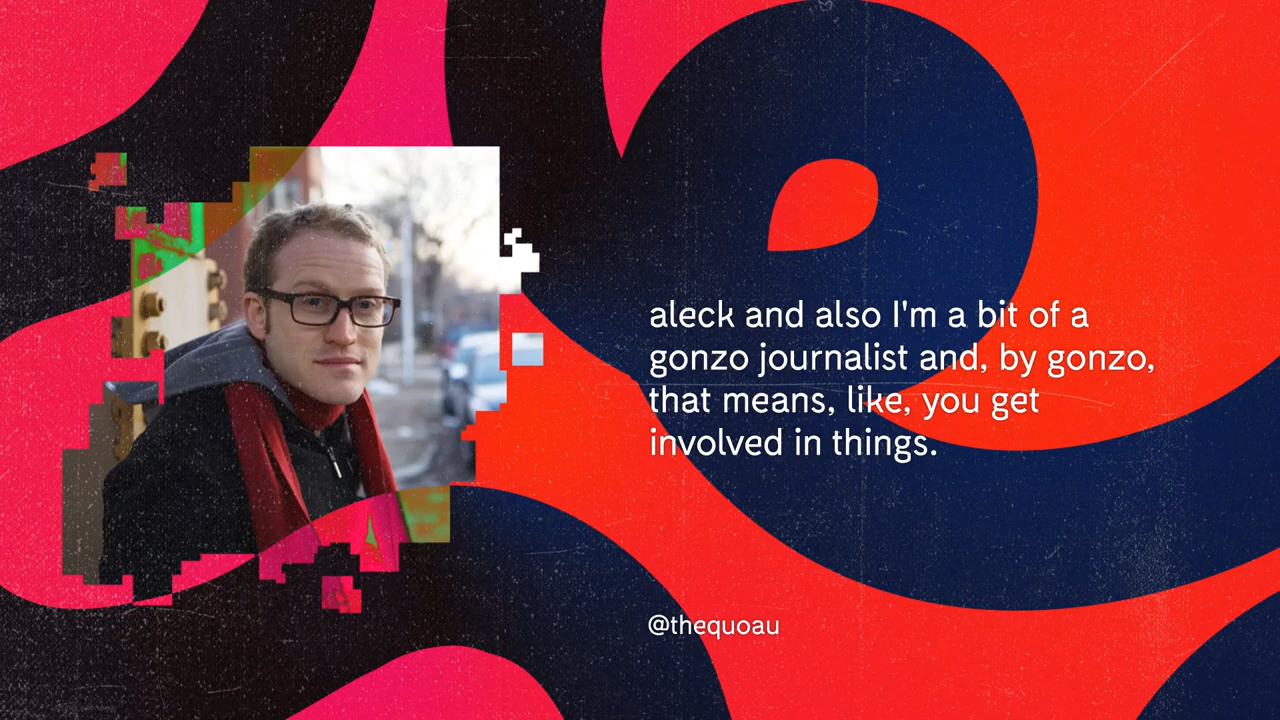 aleck and also I'm a bit of a
gonzo journalist and, by gonzo,
that means, like, you get
involved in things.
@thequoau